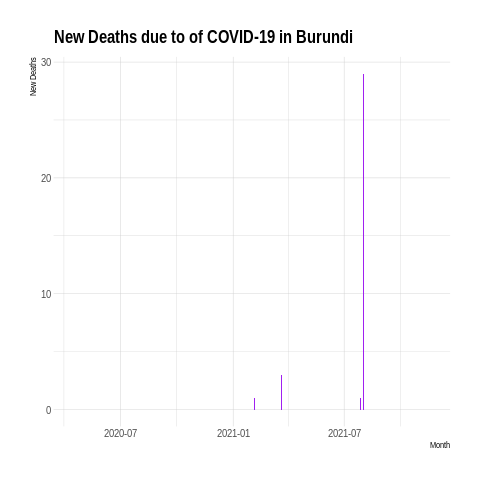 New Deaths due to of COVID-19 in Burundi
New Deaths
30
20
10
0
2020-07
2021-01
2021-07
Month